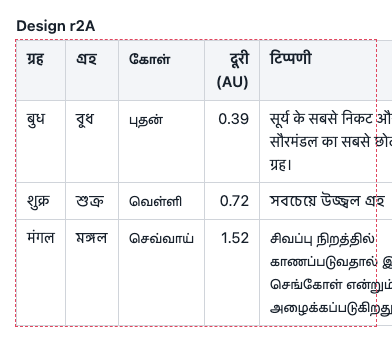 Design r2A
ग्रह গ্রহ கோள் दूरी टिप्पणी
(AU)
बुध বুধ புதன் 0.39 सूर्य के सबसे निकट
सौरमंडल का सबसे
ग्रह।
शुक्र শুক্র வெள்ளி 0.72 সবচেয়ে উজ্জ্বল গ্রহ
मंगल মঙ্গল செவ்வாய் 1.52 சிவப்பு நிறத்தில்
காணப்படுவதால்
செங்கோள் என்றும்
அழைக்கப்படுகிறது